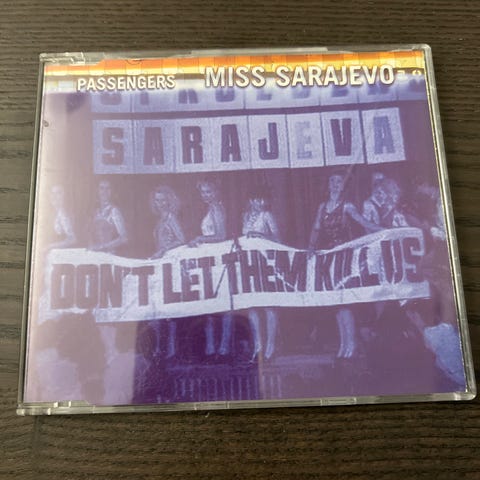 PASSENGERS MISS SARAJEVO
SARAJEVA
DON'T LET THEM KILL US